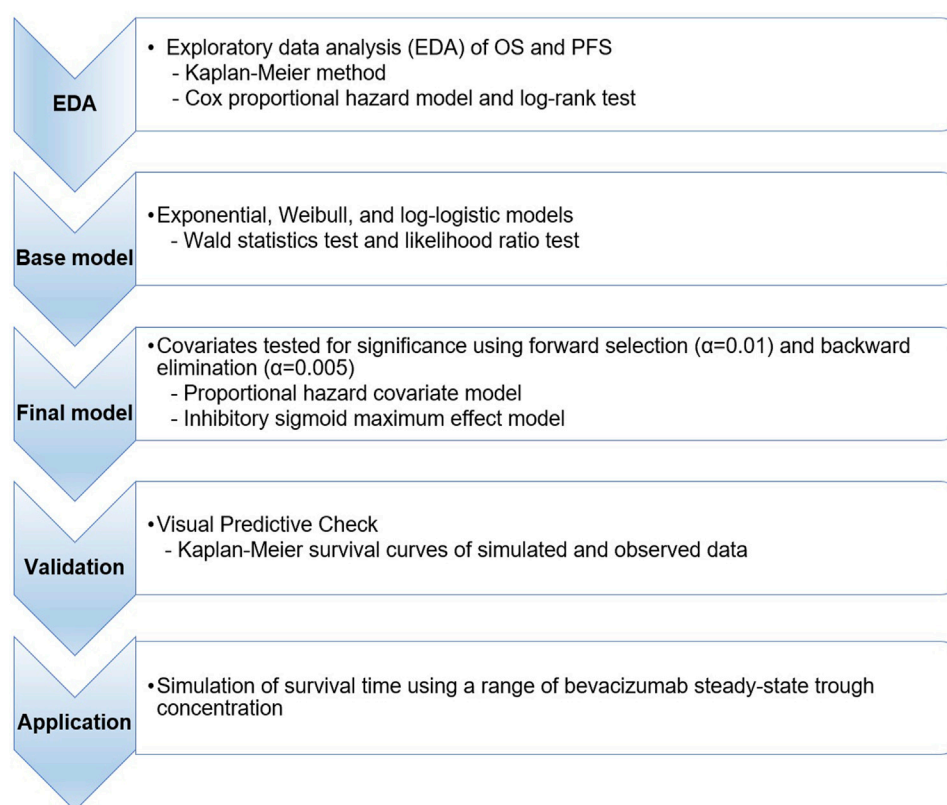 EDA
• Exploratory data analysis (EDA) of OS and PFS
- Kaplan-Meier method
- Cox proportional hazard model and log-rank test
Base model
•Exponential, Weibull, and log-logistic models
- Wald statistics test and likelihood ratio test
Final model
•Covariates tested for significance using forward selection (α=0.01) and backward
elimination (α=0.005)
- Proportional hazard covariate model
- Inhibitory sigmoid maximum effect model
Validation
•Visual Predictive Check
- Kaplan-Meier survival curves of simulated and observed data
Application
•Simulation of survival time using a range of bevacizumab steady-state trough
concentration